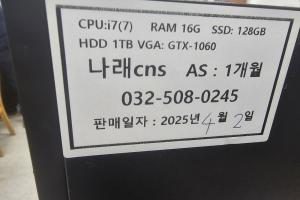 CPU:i7(7) RAM 16G SSD: 128GB
HDD 1TB VGA: GTX-1060
나래cns AS : 1개월
032-508-0245
판매일자 : 2025년 4월 2일